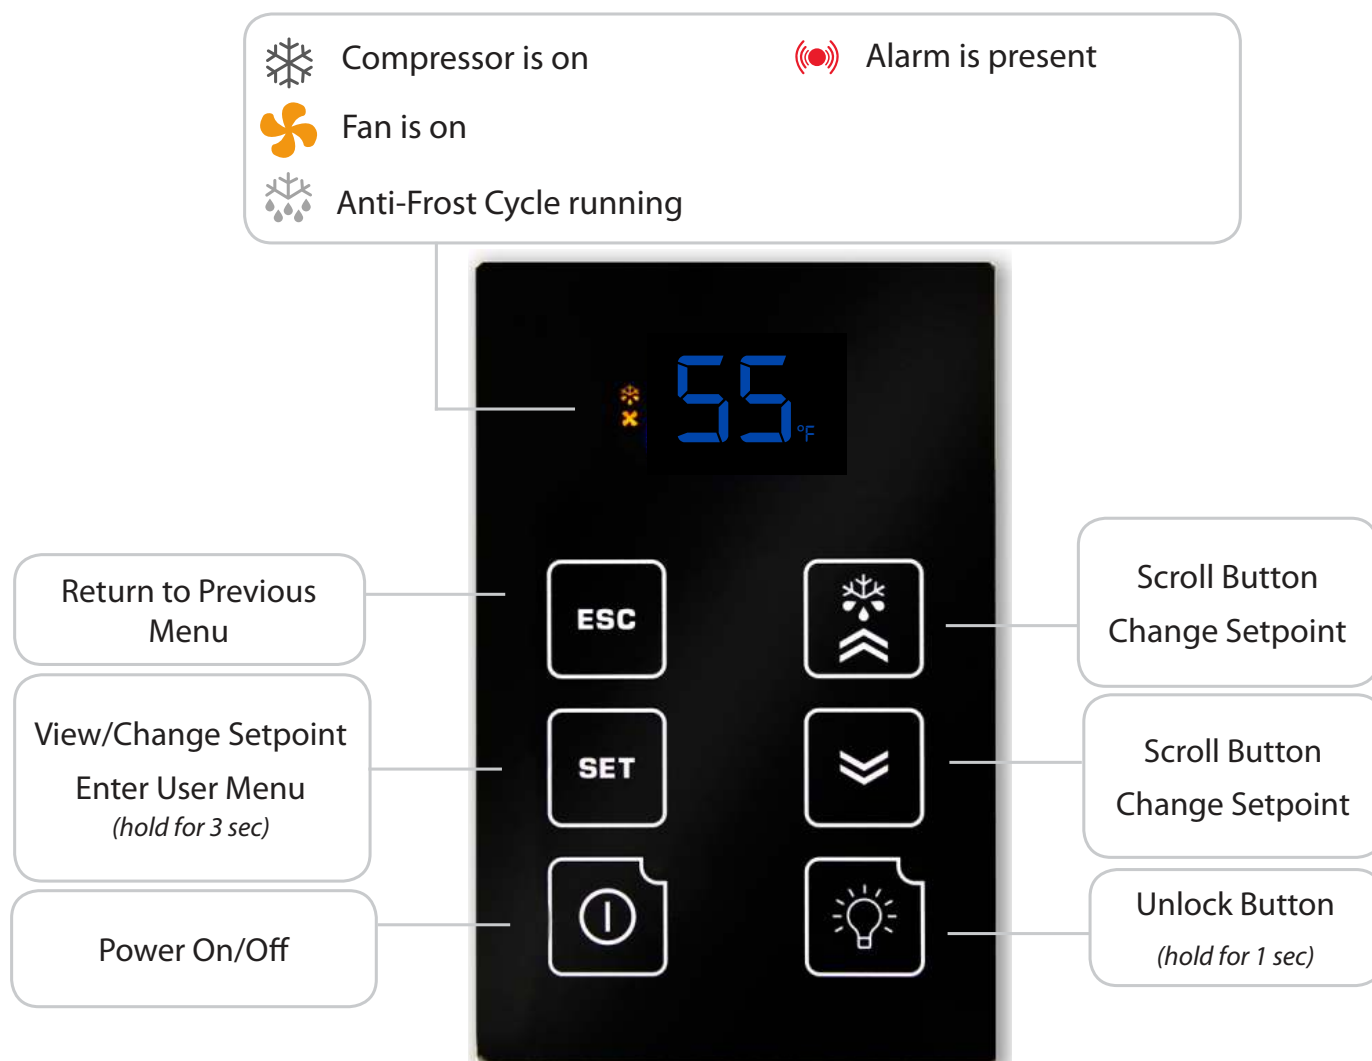 Compressor is on
Alarm is present
Fan is on
Anti-Frost Cycle running
55 °F
Return to Previous
Menu
ESC
Scroll Button
Change Setpoint
View/Change Setpoint
Enter User Menu
(hold for 3 sec)
SET
Scroll Button
Change Setpoint
Power On/Off
Unlock Button
(hold for 1 sec)